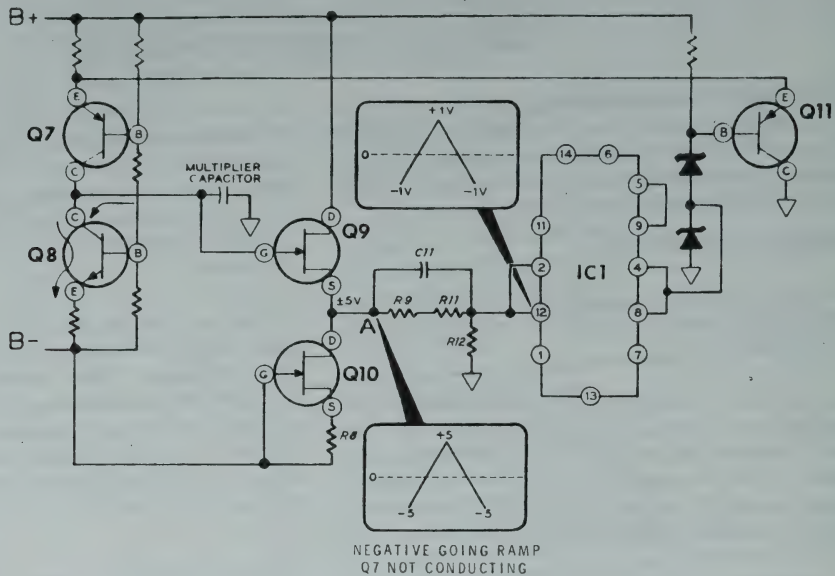 B+
E
Q7
B
C
MULTIPLIER
CAPACITOR
C
Q8
B
E
B-
D
Q9
G
S
±5V
A
C11
R9
R11
R12
D
Q10
G
S
R8
+1V
0
-1V
-1V
14
6
5
11
9
2
IC1
4
12
8
1
7
13
E
Q11
B
C
+5
0
-5
-5
NEGATIVE GOING RAMP
Q7 NOT CONDUCTING